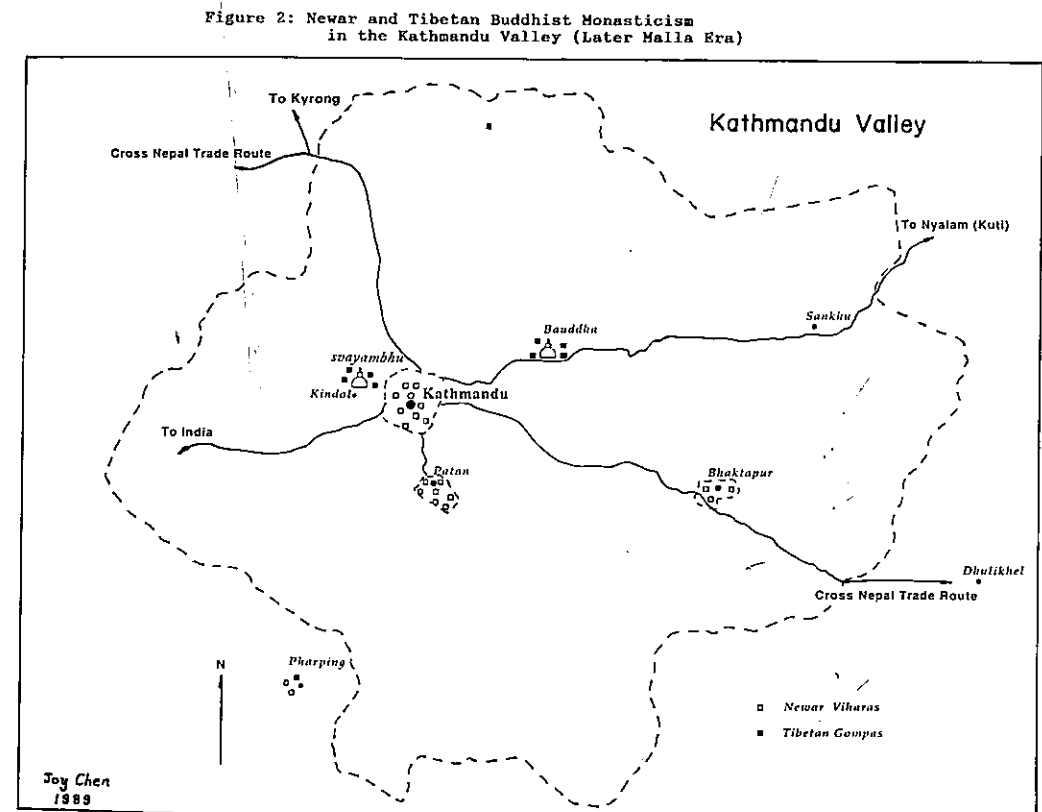 Figure 2: Newar and Tibetan Buddhist Monasticism
in the Kathmandu Valley (Later Malla Era)
To Kyrong
Kathmandu Valley
Cross Nepal Trade Route
To Nyalam (Kuti)
Sankhu
Bauddha
svayambhu
Kindol
Kathmandu
To India
Patan
Bhaktapur
Dhulikhel
Cross Nepal Trade Route
Pharping
N
Newar Viharas
Tibetan Gompas
Joy Chen
1989